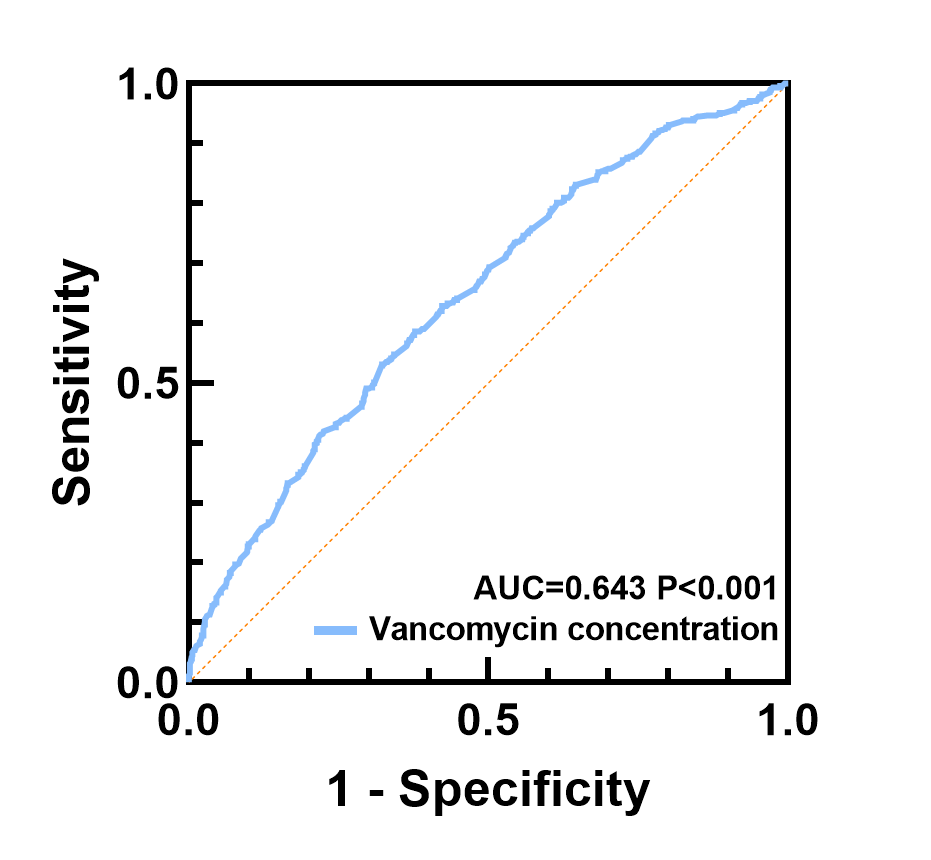 1.0
Sensitivity
0.5
AUC=0.643 P<0.001
Vancomycin concentration
0.0
0.0 0.5 1.0
1 - Specificity